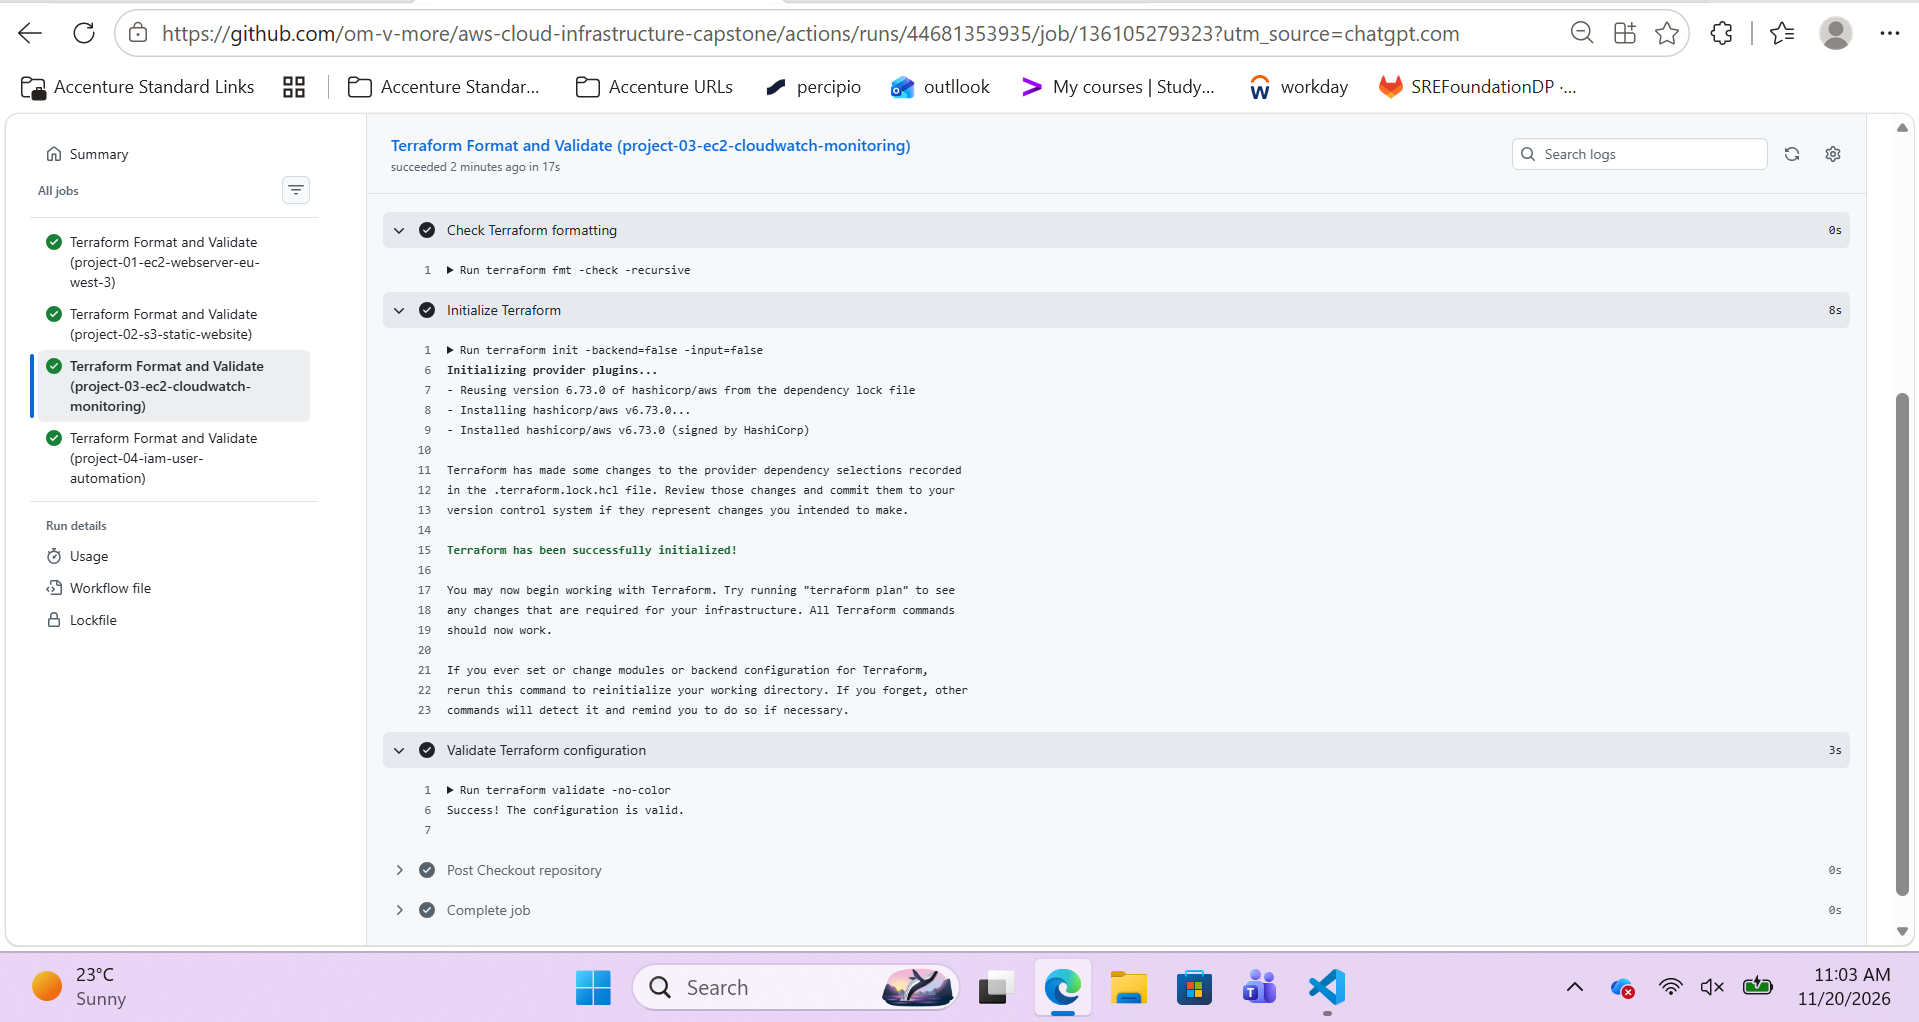 https://github.com/om-v-more/aws-cloud-infrastructure-capstone/actions/runs/44681353935/job/136105279323?utm_source=chatgpt.com
Accenture Standard Links
Accenture Standar...
Accenture URLs
percipio
outllook
My courses | Study...
workday
SREFoundationDP ·...
Summary
All jobs
Terraform Format and Validate
(project-01-ec2-webserver-eu-
west-3)
Terraform Format and Validate
(project-02-s3-static-website)
Terraform Format and Validate
(project-03-ec2-cloudwatch-
monitoring)
Terraform Format and Validate
(project-04-iam-user-
automation)
Run details
Usage
Workflow file
Lockfile
Terraform Format and Validate (project-03-ec2-cloudwatch-monitoring)
succeeded 2 minutes ago in 17s
Search logs
Check Terraform formatting 0s
1 ▶ Run terraform fmt -check -recursive
Initialize Terraform 8s
1 ▶ Run terraform init -backend=false -input=false
6 Initializing provider plugins...
7 - Reusing version 6.73.0 of hashicorp/aws from the dependency lock file
8 - Installing hashicorp/aws v6.73.0...
9 - Installed hashicorp/aws v6.73.0 (signed by HashiCorp)
10
11 Terraform has made some changes to the provider dependency selections recorded
12 in the .terraform.lock.hcl file. Review those changes and commit them to your
13 version control system if they represent changes you intended to make.
14
15 Terraform has been successfully initialized!
16
17 You may now begin working with Terraform. Try running "terraform plan" to see
18 any changes that are required for your infrastructure. All Terraform commands
19 should now work.
20
21 If you ever set or change modules or backend configuration for Terraform,
22 rerun this command to reinitialize your working directory. If you forget, other
23 commands will detect it and remind you to do so if necessary.
Validate Terraform configuration 3s
1 ▶ Run terraform validate -no-color
6 Success! The configuration is valid.
7
Post Checkout repository 0s
Complete job 0s
23°C
Sunny
Search
11:03 AM
11/20/2026